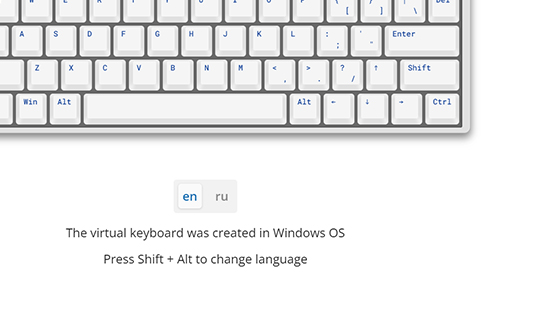 W E R T Y U I O P { [ } ] | \ Del
A S D F G H J K L : ; " Enter
Z X C V B N M < , > . ? / ↑ Shift
Win Alt Alt ← ↓ → Ctrl
en ru
The virtual keyboard was created in Windows OS
Press Shift + Alt to change language